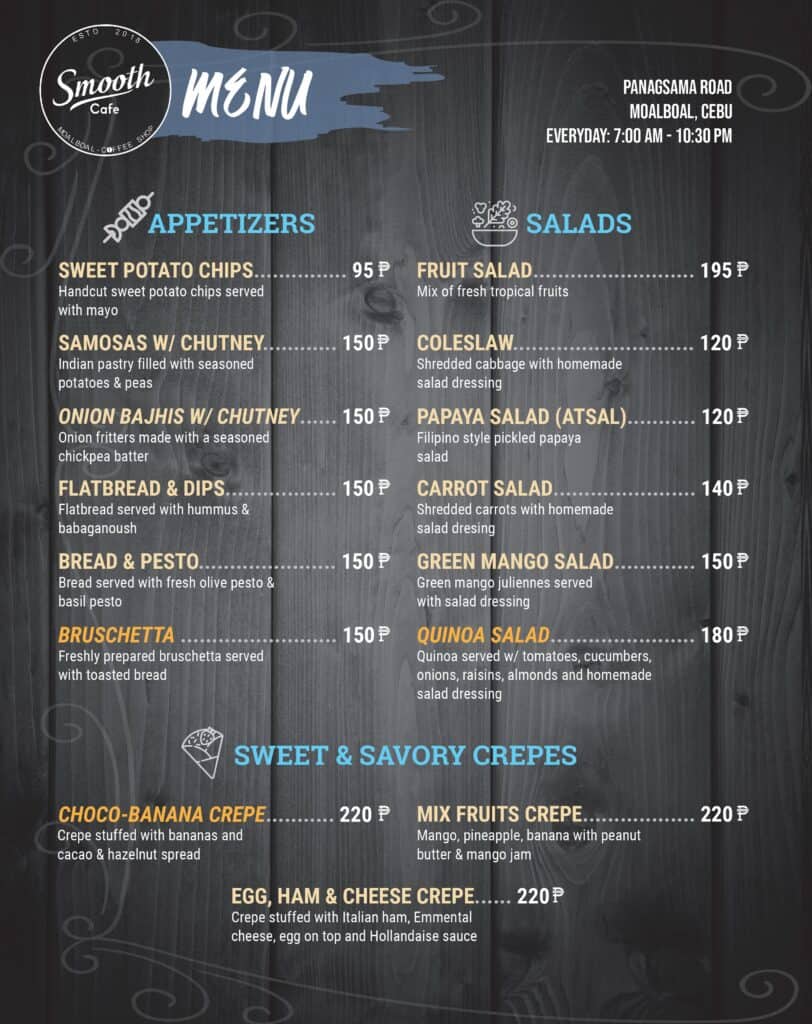 ESTD 2018
Smooth
Cafe
MOALBOAL - COFFEE SHOP
MENU
PANAGSAMA ROAD
MOALBOAL, CEBU
EVERYDAY: 7:00 AM - 10:30 PM
APPETIZERS
SWEET POTATO CHIPS.............. 95 ₱
Handcut sweet potato chips served
with mayo
SAMOSAS W/ CHUTNEY........... 150 ₱
Indian pastry filled with seasoned
potatoes & peas
ONION BAJHIS W/ CHUTNEY...... 150 ₱
Onion fritters made with a seasoned
chickpea batter
FLATBREAD & DIPS................. 150 ₱
Flatbread served with hummus &
babaganoush
BREAD & PESTO..................... 150 ₱
Bread served with fresh olive pesto &
basil pesto
BRUSCHETTA ........................ 150 ₱
Freshly prepared bruschetta served
with toasted bread
SALADS
FRUIT SALAD......................... 195 ₱
Mix of fresh tropical fruits
COLESLAW............................ 120 ₱
Shredded cabbage with homemade
salad dressing
PAPAYA SALAD (ATSAL).......... 120 ₱
Filipino style pickled papaya
salad
CARROT SALAD...................... 140 ₱
Shredded carrots with homemade
salad dresing
GREEN MANGO SALAD............ 150 ₱
Green mango juliennes served
with salad dressing
QUINOA SALAD...................... 180 ₱
Quinoa served w/ tomatoes, cucumbers,
onions, raisins, almonds and homemade
salad dressing
SWEET & SAVORY CREPES
CHOCO-BANANA CREPE........... 220 ₱
Crepe stuffed with bananas and
cacao & hazelnut spread
MIX FRUITS CREPE................. 220 ₱
Mango, pineapple, banana with peanut
butter & mango jam
EGG, HAM & CHEESE CREPE...... 220 ₱
Crepe stuffed with Italian ham, Emmental
cheese, egg on top and Hollandaise sauce